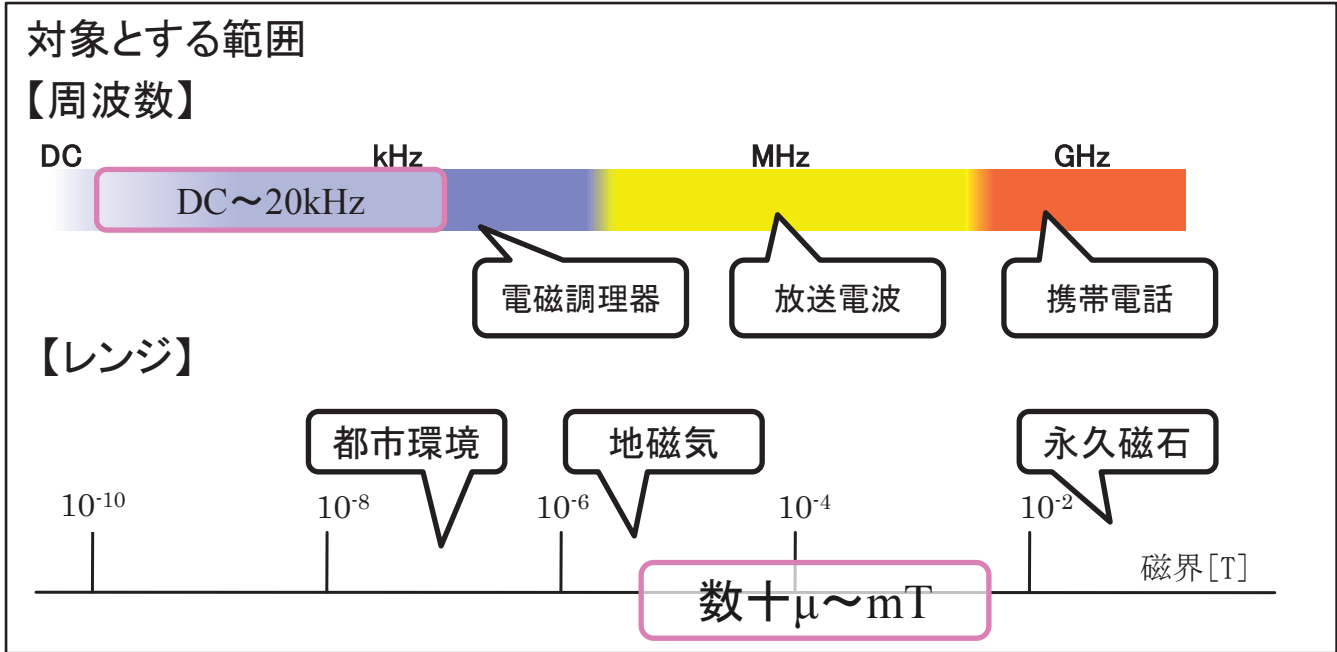 対象とする範囲
【周波数】
DC kHz MHz GHz
DC～20kHz
電磁調理器 放送電波 携帯電話
【レンジ】
都市環境 地磁気 永久磁石
10⁻¹⁰ 10⁻⁸ 10⁻⁶ 10⁻⁴ 10⁻²
磁界[T]
数十μ～mT